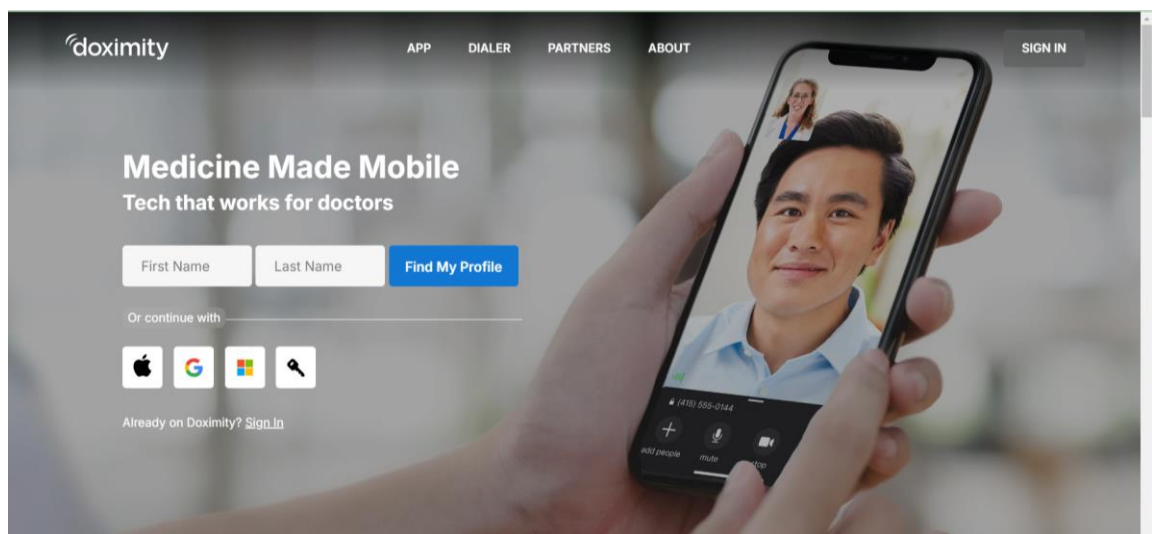 doximity
APP DIALER PARTNERS ABOUT SIGN IN
Medicine Made Mobile
Tech that works for doctors
First Name Last Name Find My Profile
Or continue with
Already on Doximity? Sign In
(415) 555-0144
add people mute stop